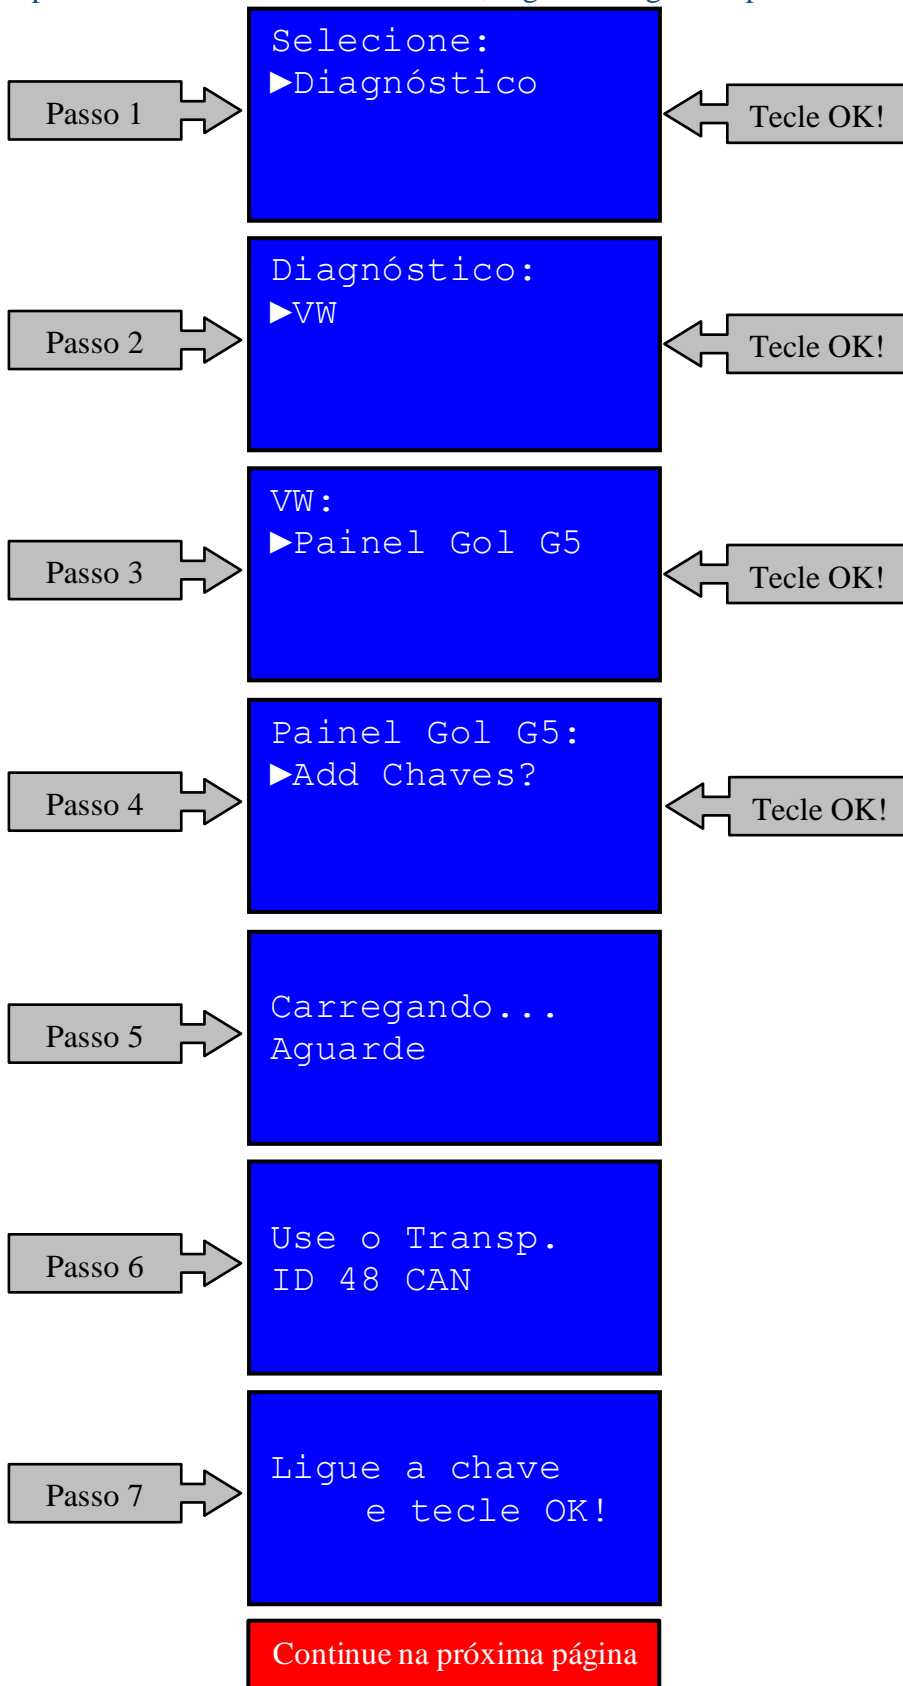 Selecione:
►Diagnóstico
Passo 1
Tecle OK!
Diagnóstico:
►VW
Passo 2
Tecle OK!
VW:
►Painel Gol G5
Passo 3
Tecle OK!
Painel Gol G5:
►Add Chaves?
Passo 4
Tecle OK!
Carregando...
Aguarde
Passo 5
Use o Transp.
ID 48 CAN
Passo 6
Ligue a chave
e tecle OK!
Passo 7
Continue na próxima página